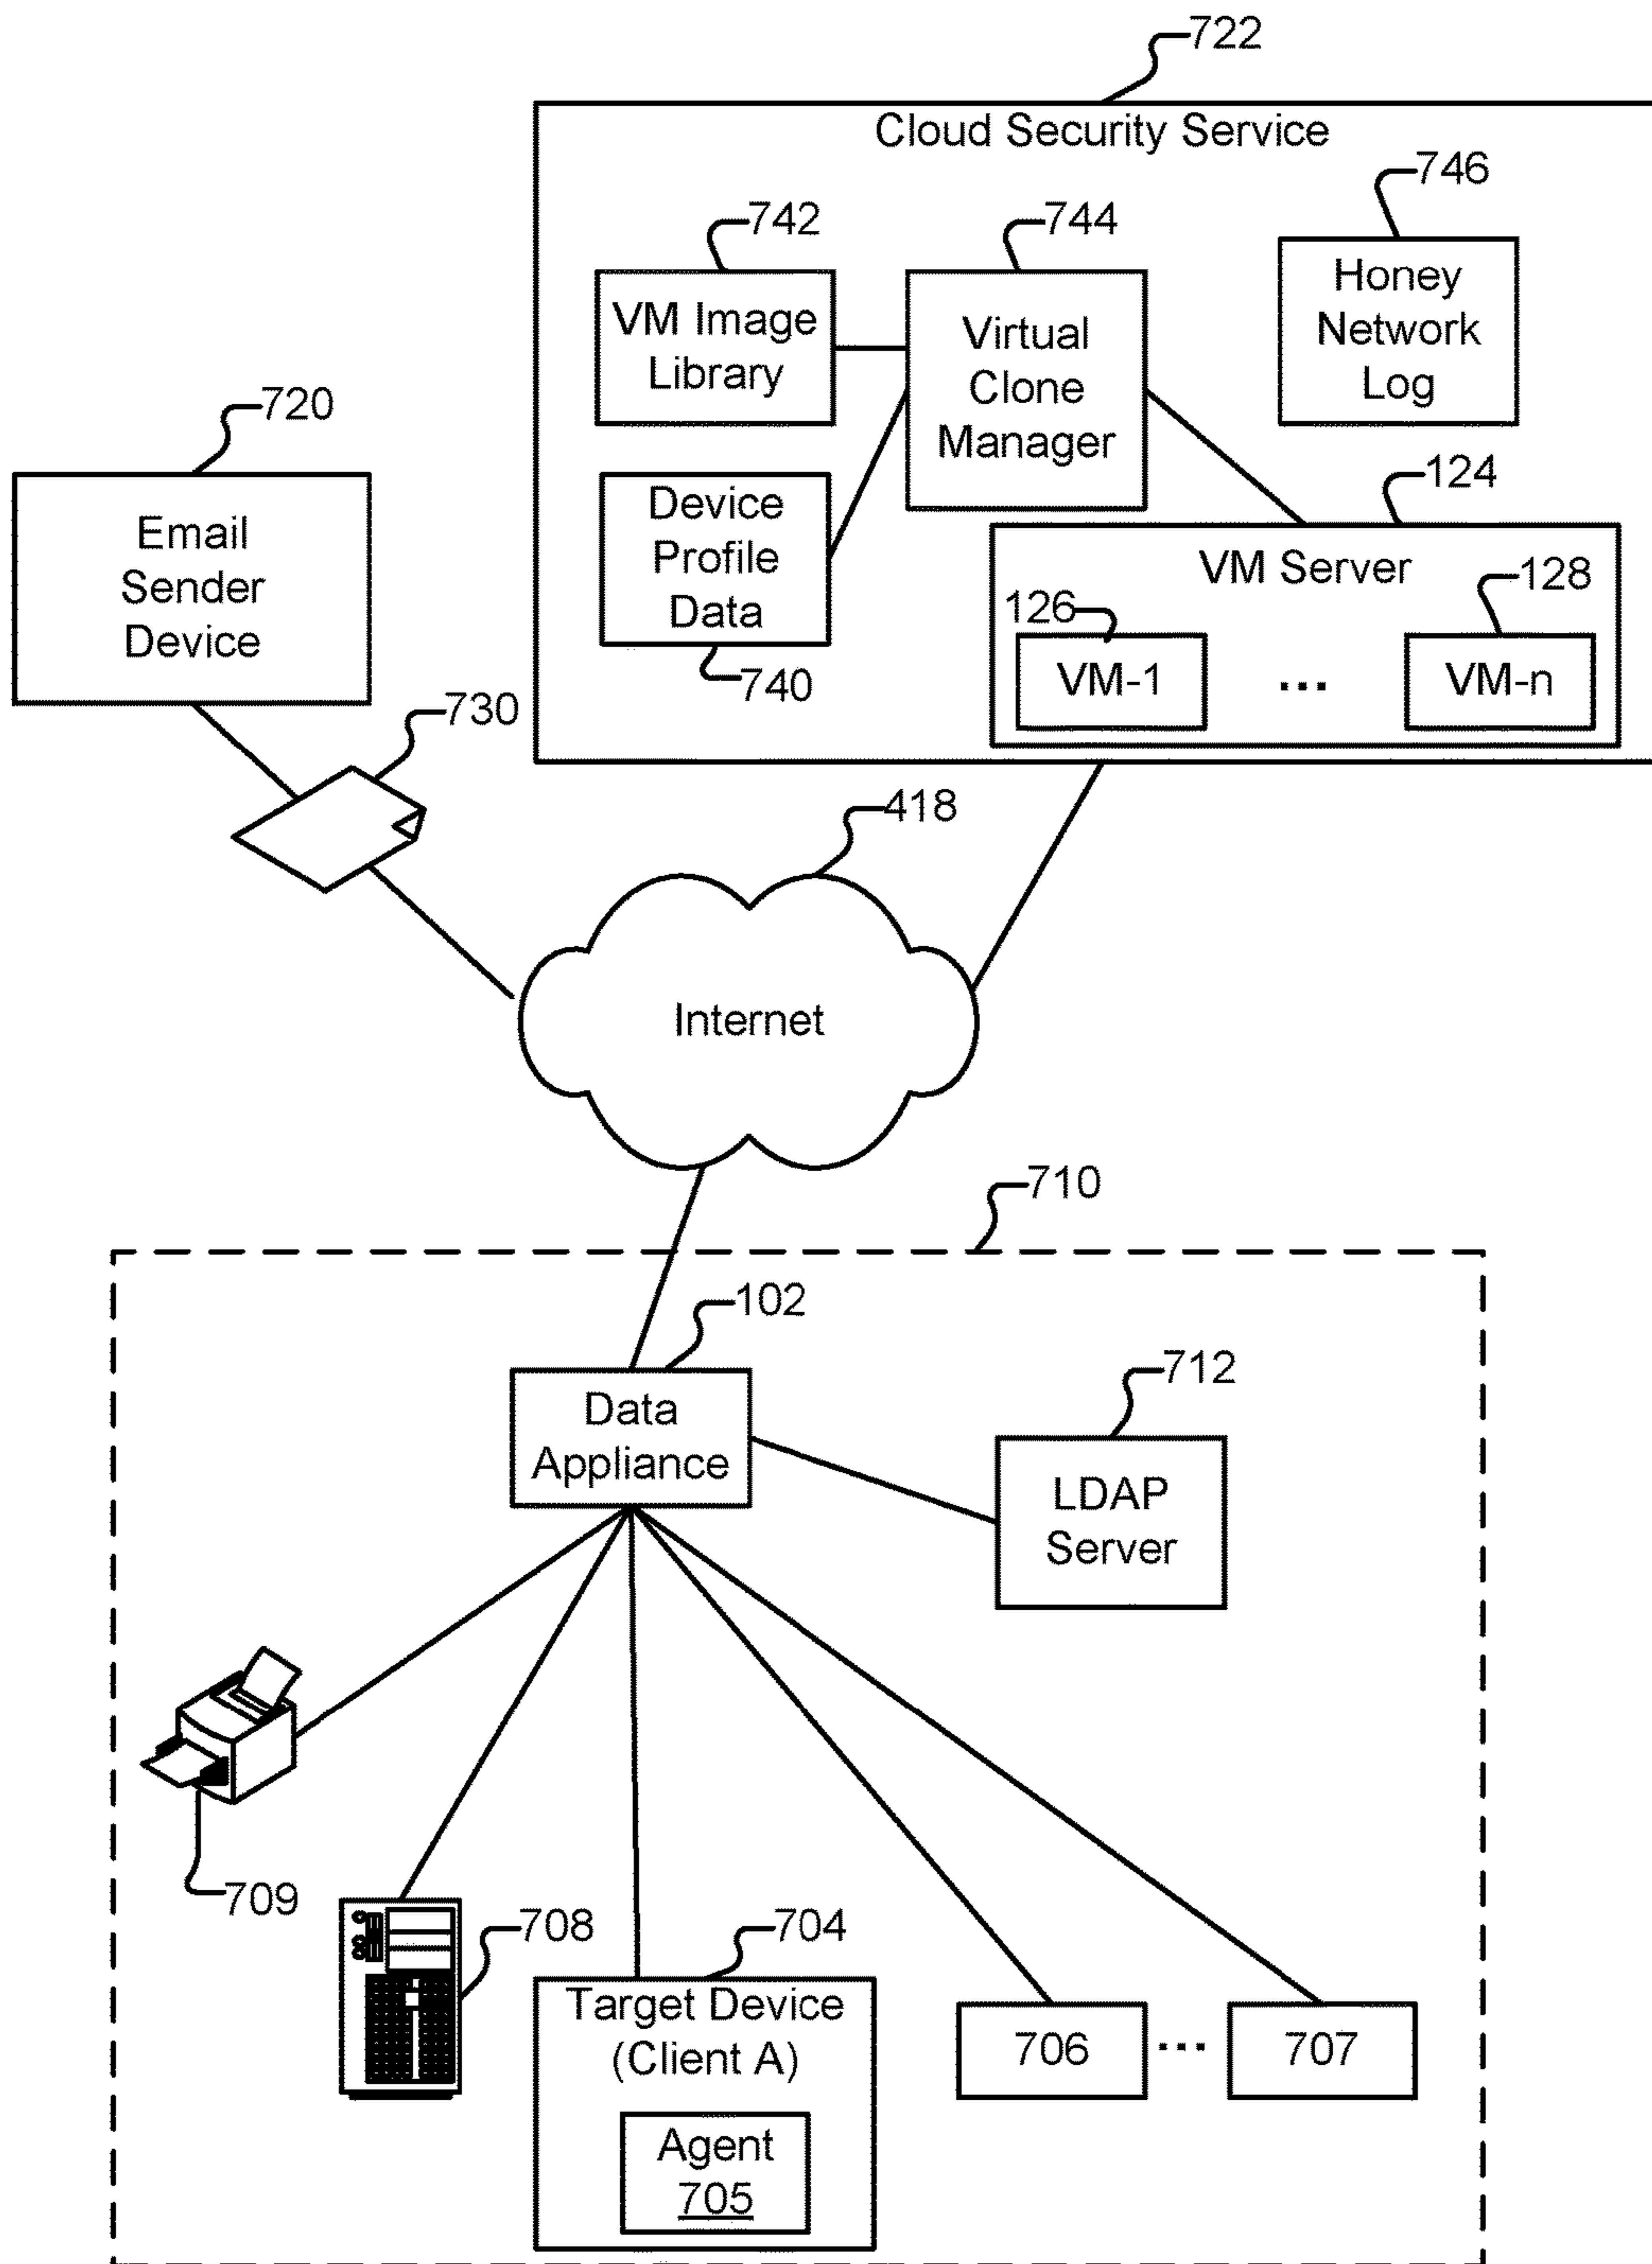 722
Cloud Security Service
746
742
744
Honey
Network
Log
VM Image
Library
Virtual
Clone
Manager
720
Email
Sender
Device
Device
Profile
Data
740
124
VM Server
126
128
VM-1
...
VM-n
730
418
Internet
710
102
Data
Appliance
712
LDAP
Server
709
708
704
Target Device
(Client A)
Agent
705
706
...
707